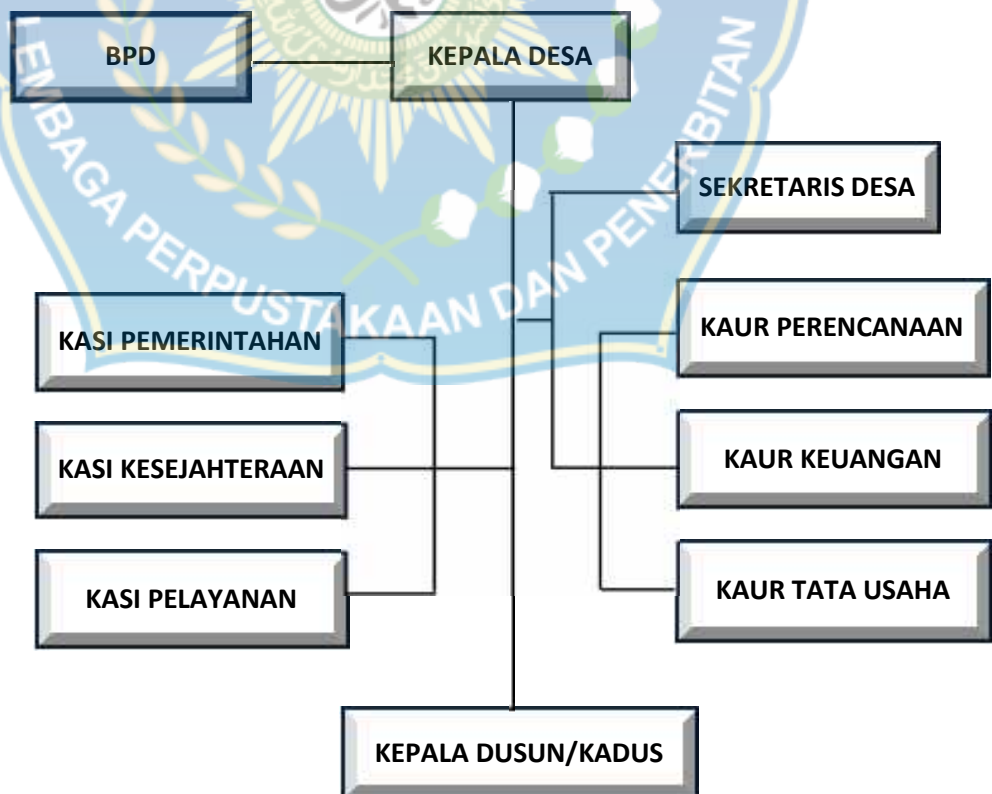 BPD
KEPALA DESA
SEKRETARIS DESA
KASI PEMERINTAHAN
KAUR PERENCANAAN
KASI KESEJAHTERAAN
KAUR KEUANGAN
KASI PELAYANAN
KAUR TATA USAHA
KEPALA DUSUN/KADUS
LEMBAGA PERPUSTAKAAN DAN PENERBITAN